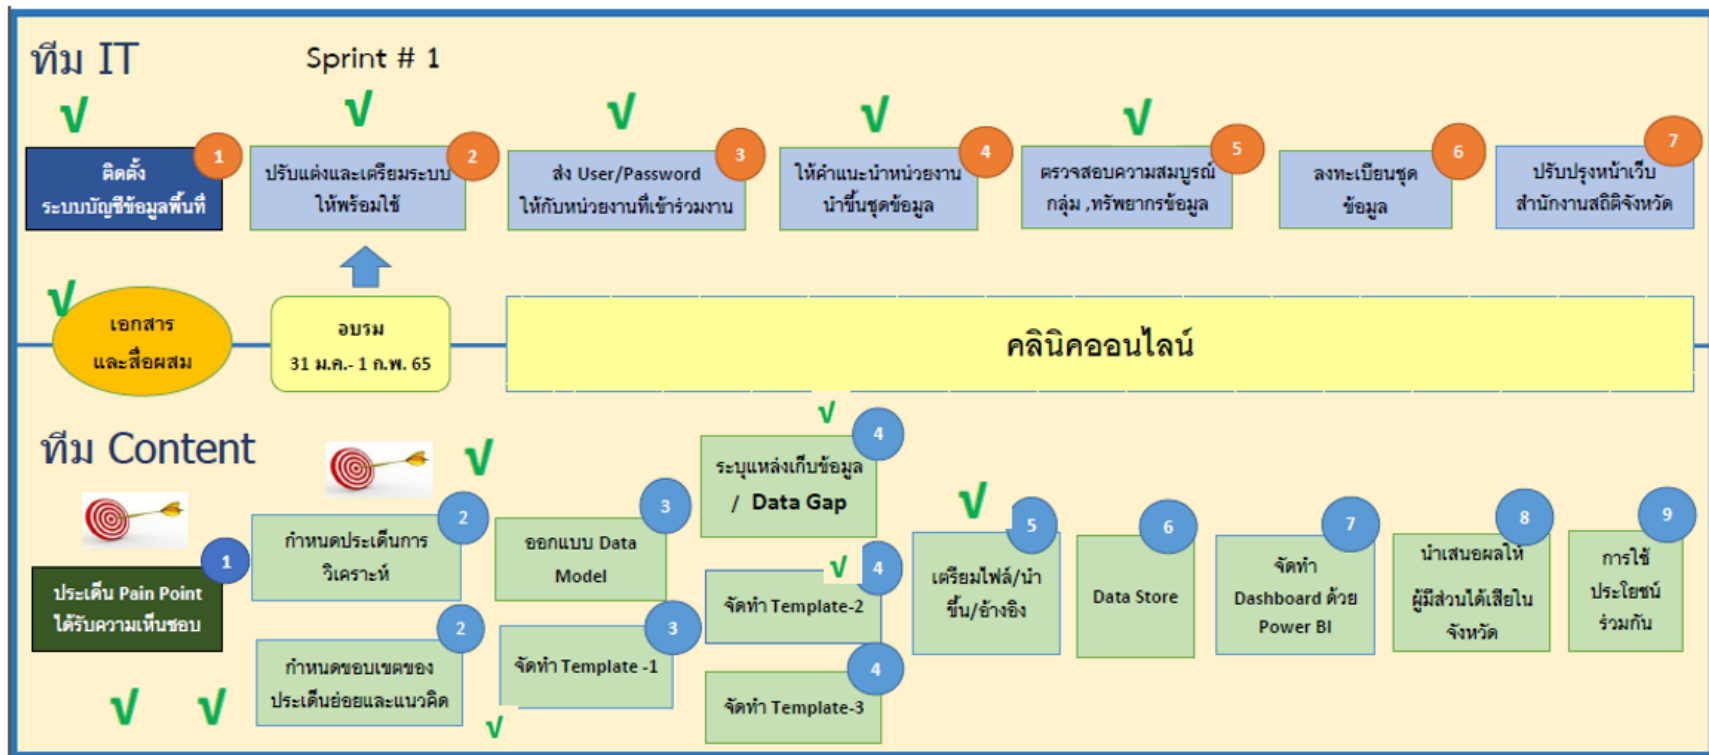 ทีม IT
Sprint # 1
√
√
√
√
√
1
ติดตั้ง
ระบบบัญชีข้อมูลพื้นที่
2
ปรับแต่งและเตรียมระบบ
ให้พร้อมใช้
3
ส่ง User/Password
ให้กับหน่วยงานที่เข้าร่วมงาน
4
ให้คำแนะนำหน่วยงาน
นำขึ้นชุดข้อมูล
5
ตรวจสอบความสมบูรณ์
กลุ่ม ,ทรัพยากรข้อมูล
6
ลงทะเบียนชุด
ข้อมูล
7
ปรับปรุงหน้าเว็บ
สำนักงานสถิติจังหวัด
√
เอกสาร
และสื่อผสม
อบรม
31 ม.ค.- 1 ก.พ. 65
คลินิคออนไลน์
ทีม Content
1
ประเด็น Pain Point
ได้รับความเห็นชอบ
√
√
√
2
กำหนดประเด็นการ
วิเคราะห์
2
กำหนดขอบเขตของ
ประเด็นย่อยและแนวคิด
3
ออกแบบ Data
Model
3
จัดทำ Template -1
√
√
4
ระบุแหล่งเก็บข้อมูล
/ Data Gap
√
4
จัดทำ Template-2
4
จัดทำ Template-3
√
5
เตรียมไฟล์/นำ
ขึ้น/อ้างอิง
6
Data Store
7
จัดทำ
Dashboard ด้วย
Power BI
8
นำเสนอผลให้
ผู้มีส่วนได้เสียใน
จังหวัด
9
การใช้
ประโยชน์
ร่วมกัน